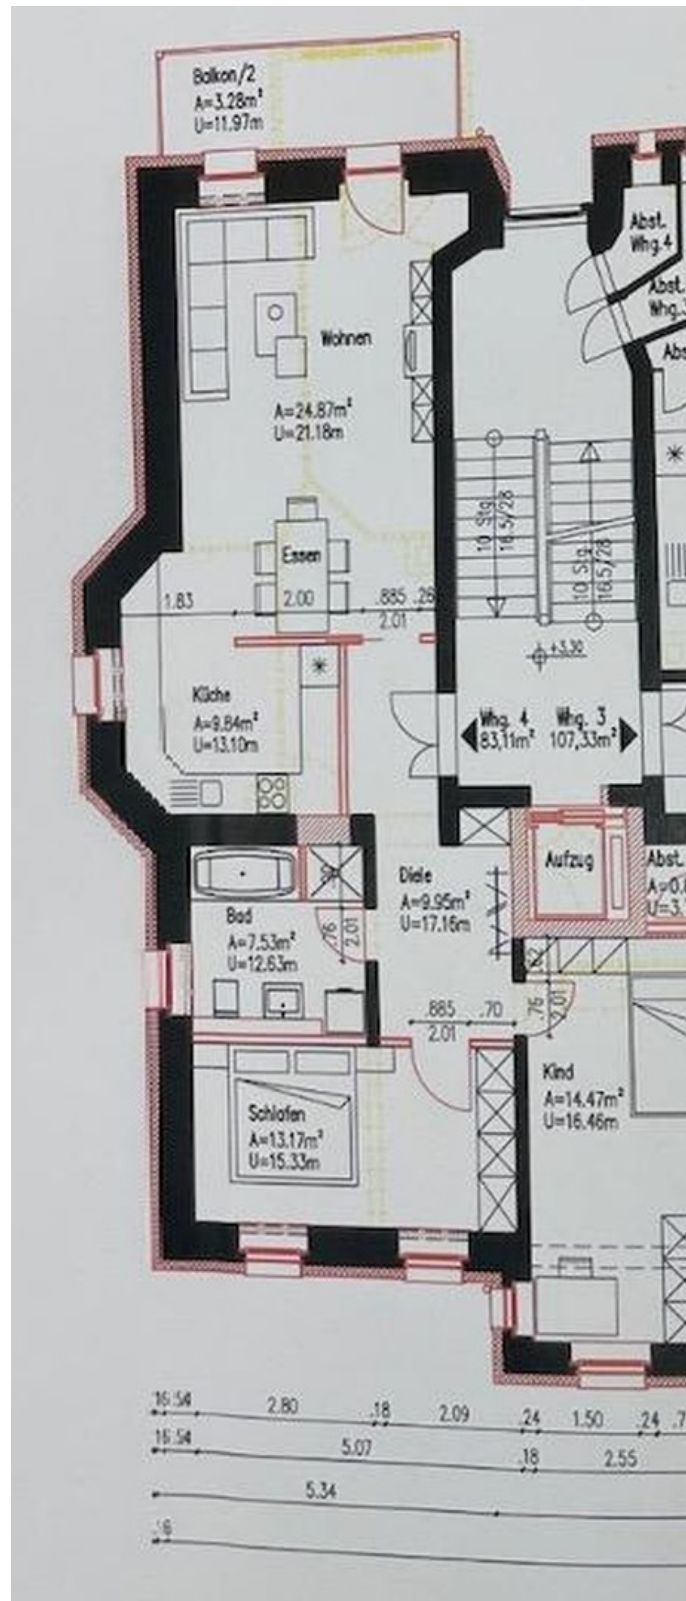 Balkon/2
A=3.28m²
U=11.97m
Abst.
Whg.4
Abst.
Whg.3
Abs
Wohnen
A=24.87m²
U=21.18m
10 Stg.
16.5/28
10 Stg.
16.5/28
Essen
1.83 2.00 .885 .26
2.01
+3.30
Küche
A=9.84m²
U=13.10m
Whg. 4
83,11m²
Whg. 3
107,33m²
Aufzug
Abst.
A=0.
U=3.
Diele
A=9.95m²
U=17.16m
Bad
A=7.53m²
U=12.63m
.76
2.01
.885 .70
2.01
.76
2.01
Kind
A=14.47m²
U=16.46m
Schlafen
A=13.17m²
U=15.33m
16.54 2.80 .18 2.09 .24 1.50 .24 .7
16.54 5.07 .18 2.55
5.34
.16